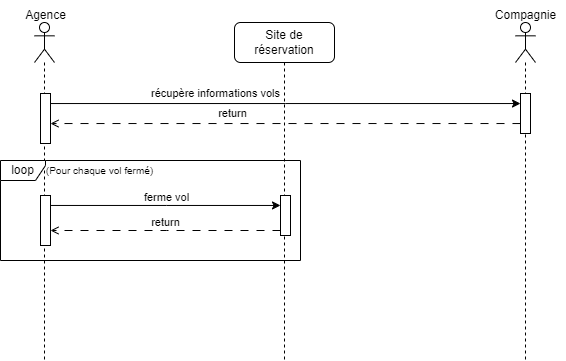 Agence
Compagnie
Site de
réservation
récupère informations vols
return
loop
(Pour chaque vol fermé)
ferme vol
return